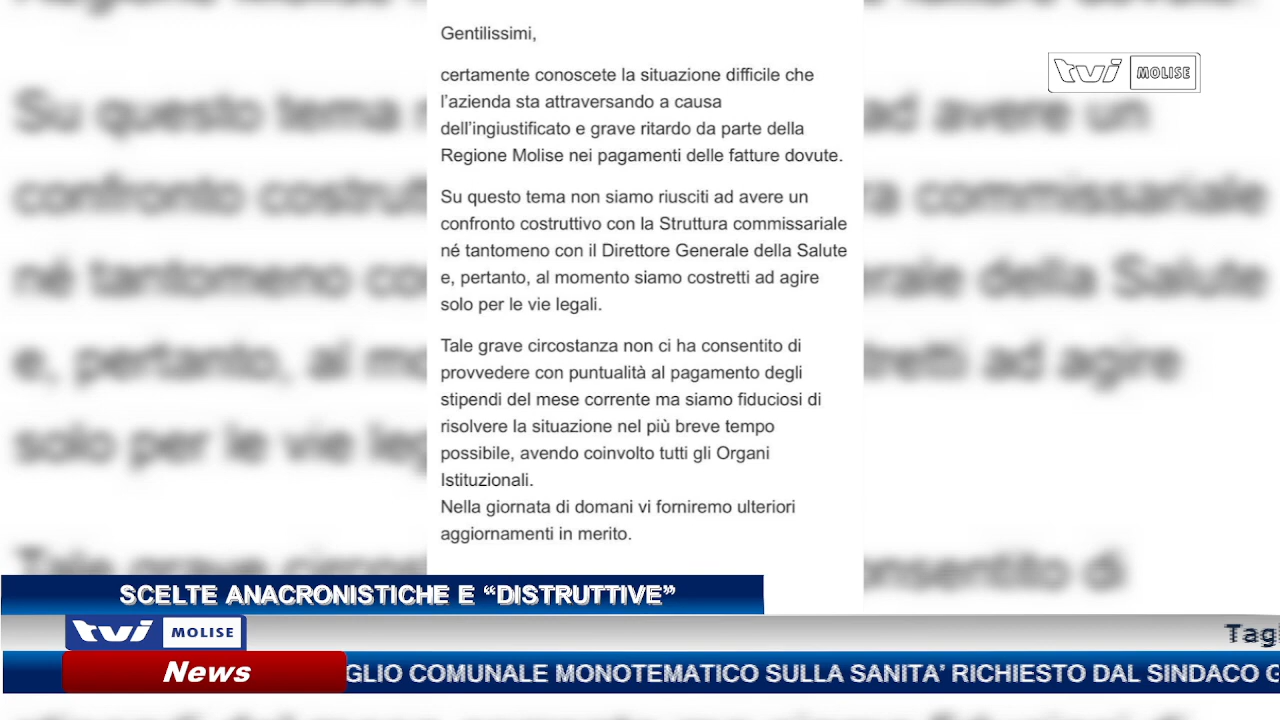 Gentilissimi,
certamente conoscete la situazione difficile che
l'azienda sta attraversando a causa
dell'ingiustificato e grave ritardo da parte della
Regione Molise nei pagamenti delle fatture dovute.
Su questo tema non siamo riusciti ad avere un
confronto costruttivo con la Struttura commissariale
né tantomeno con il Direttore Generale della Salute
e, pertanto, al momento siamo costretti ad agire
solo per le vie legali.
Tale grave circostanza non ci ha consentito di
provvedere con puntualità al pagamento degli
stipendi del mese corrente ma siamo fiduciosi di
risolvere la situazione nel più breve tempo
possibile, avendo coinvolto tutti gli Organi
Istituzionali.
Nella giornata di domani vi forniremo ulteriori
aggiornamenti in merito.
tvi MOLISE
SCELTE ANACRONISTICHE E “DISTRUTTIVE”
tvi MOLISE
Tagl
News
GLIO COMUNALE MONOTEMATICO SULLA SANITA' RICHIESTO DAL SINDACO G